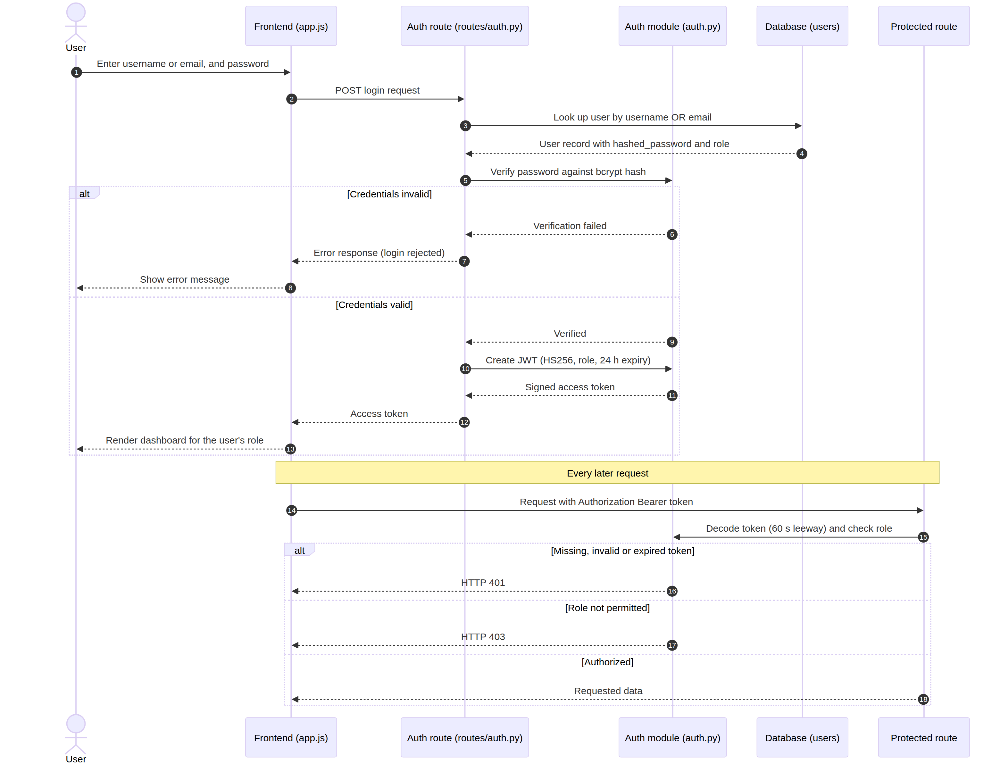 User
Frontend (app.js)
Auth route (routes/auth.py)
Auth module (auth.py)
Database (users)
Protected route
Enter username or email, and password
1
POST login request
2
Look up user by username OR email
3
User record with hashed_password and role
4
Verify password against bcrypt hash
5
alt
[Credentials invalid]
Verification failed
6
Error response (login rejected)
7
Show error message
8
[Credentials valid]
Verified
9
Create JWT (HS256, role, 24 h expiry)
10
Signed access token
11
Access token
12
Render dashboard for the user's role
13
Every later request
Request with Authorization Bearer token
14
Decode token (60 s leeway) and check role
15
alt
[Missing, invalid or expired token]
HTTP 401
16
[Role not permitted]
HTTP 403
17
[Authorized]
Requested data
18
User
Frontend (app.js)
Auth route (routes/auth.py)
Auth module (auth.py)
Database (users)
Protected route